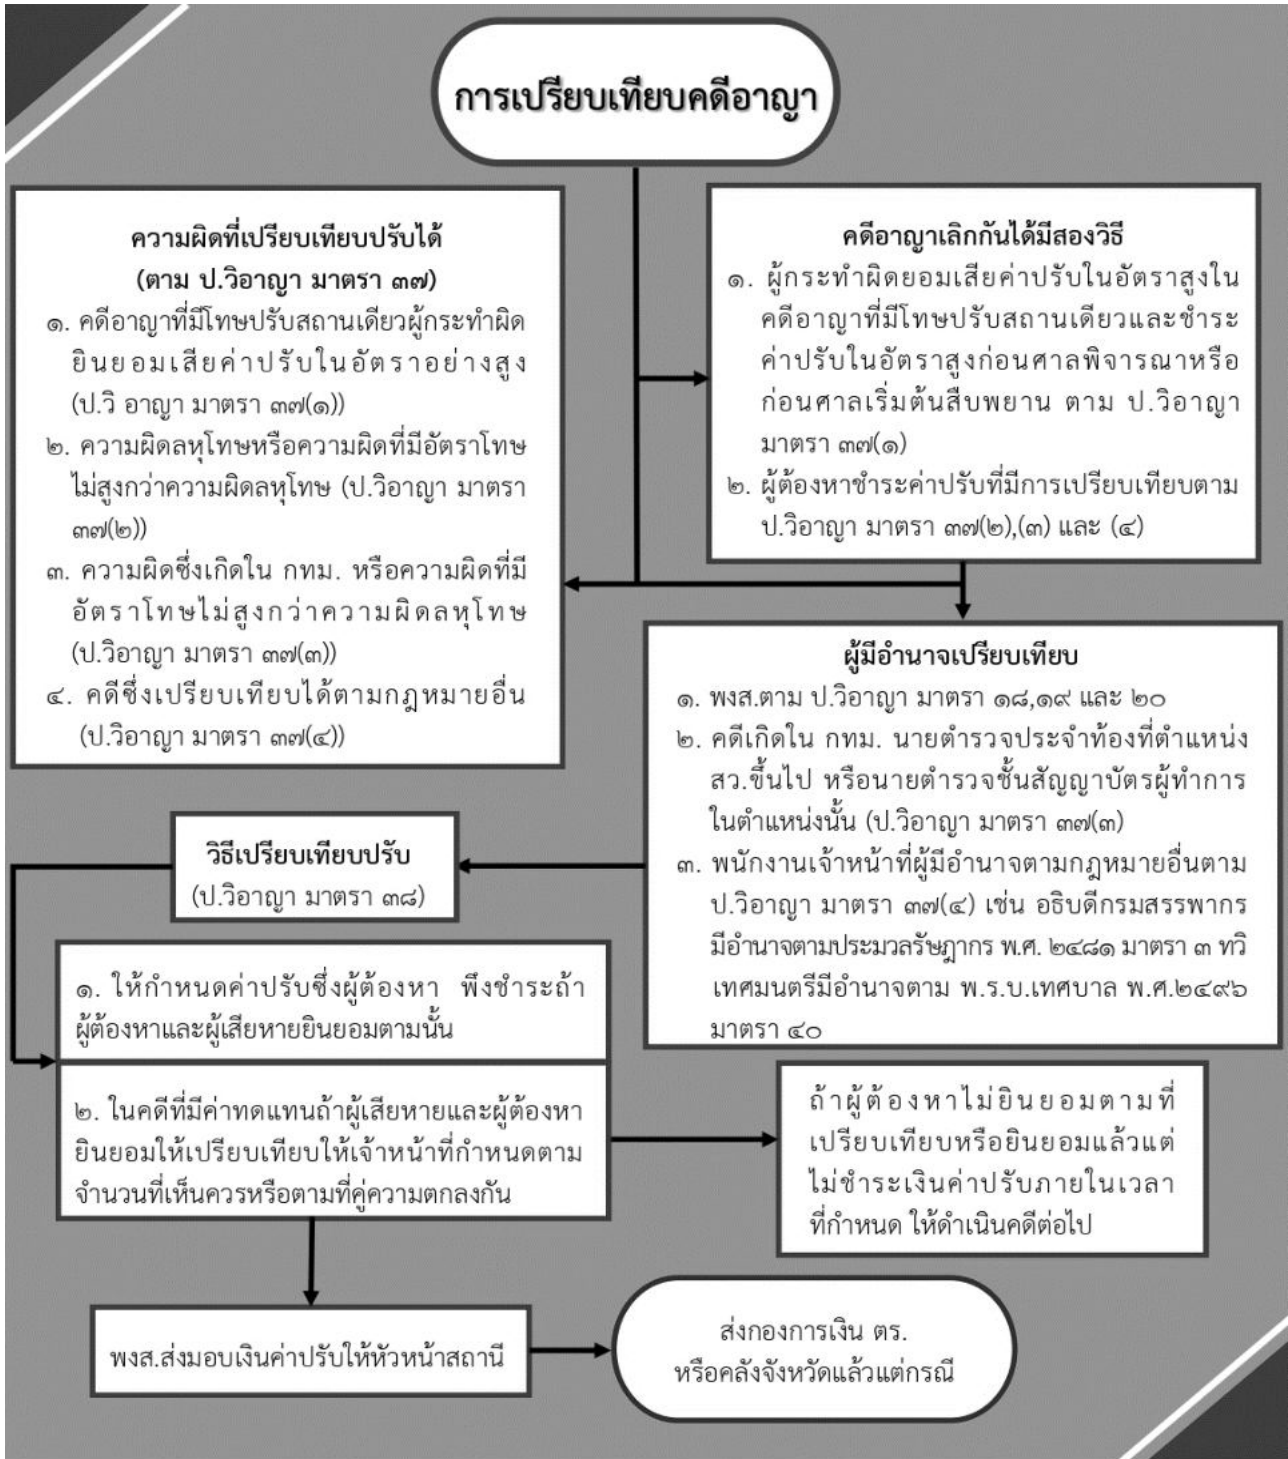 การเปรียบเทียบคดีอาญา
ความผิดที่เปรียบเทียบปรับได้
(ตาม ป.วิอาญา มาตรา ๓๗)
๑. คดีอาญาที่มีโทษปรับสถานเดียวผู้กระทำผิด
ยินยอมเสียค่าปรับในอัตราอย่างสูง
(ป.วิ อาญา มาตรา ๓๗(๑))
๒. ความผิดลหุโทษหรือความผิดที่มีอัตราโทษ
ไม่สูงกว่าความผิดลหุโทษ (ป.วิอาญา มาตรา
๓๗(๒))
๓. ความผิดซึ่งเกิดใน กทม. หรือความผิดที่มี
อัตราโทษไม่สูงกว่าความผิดลหุโทษ
(ป.วิอาญา มาตรา ๓๗(๓))
๔. คดีซึ่งเปรียบเทียบได้ตามกฎหมายอื่น
(ป.วิอาญา มาตรา ๓๗(๔))
คดีอาญาเลิกกันได้มีสองวิธี
๑. ผู้กระทำผิดยอมเสียค่าปรับในอัตราสูงใน
คดีอาญาที่มีโทษปรับสถานเดียวและชำระ
ค่าปรับในอัตราสูงก่อนศาลพิจารณาหรือ
ก่อนศาลเริ่มต้นสืบพยาน ตาม ป.วิอาญา
มาตรา ๓๗(๑)
๒. ผู้ต้องหาชำระค่าปรับที่มีการเปรียบเทียบตาม
ป.วิอาญา มาตรา ๓๗(๒),(๓) และ (๔)
ผู้มีอำนาจเปรียบเทียบ
๑. พงส.ตาม ป.วิอาญา มาตรา ๑๘,๑๙ และ ๒๐
๒. คดีเกิดใน กทม. นายตำรวจประจำท้องที่ตำแหน่ง
สว.ขึ้นไป หรือนายตำรวจชั้นสัญญาบัตรผู้ทำการ
ในตำแหน่งนั้น (ป.วิอาญา มาตรา ๓๗(๓)
๓. พนักงานเจ้าหน้าที่ผู้มีอำนาจตามกฎหมายอื่นตาม
ป.วิอาญา มาตรา ๓๗(๔) เช่น อธิบดีกรมสรรพากร
มีอำนาจตามประมวลรัษฎากร พ.ศ. ๒๔๘๑ มาตรา ๓ ทวิ
เทศมนตรีมีอำนาจตาม พ.ร.บ.เทศบาล พ.ศ.๒๔๙๖
มาตรา ๔๐
วิธีเปรียบเทียบปรับ
(ป.วิอาญา มาตรา ๓๘)
๑. ให้กำหนดค่าปรับซึ่งผู้ต้องหา พึงชำระถ้า
ผู้ต้องหาและผู้เสียหายยินยอมตามนั้น
๒. ในคดีที่มีค่าทดแทนถ้าผู้เสียหายและผู้ต้องหา
ยินยอมให้เปรียบเทียบให้เจ้าหน้าที่กำหนดตาม
จำนวนที่เห็นควรหรือตามที่คู่ความตกลงกัน
ถ้าผู้ต้องหาไม่ยินยอมตามที่
เปรียบเทียบหรือยินยอมแล้วแต่
ไม่ชำระเงินค่าปรับภายในเวลา
ที่กำหนด ให้ดำเนินคดีต่อไป
พงส.ส่งมอบเงินค่าปรับให้หัวหน้าสถานี
ส่งกองการเงิน ตร.
หรือคลังจังหวัดแล้วแต่กรณี